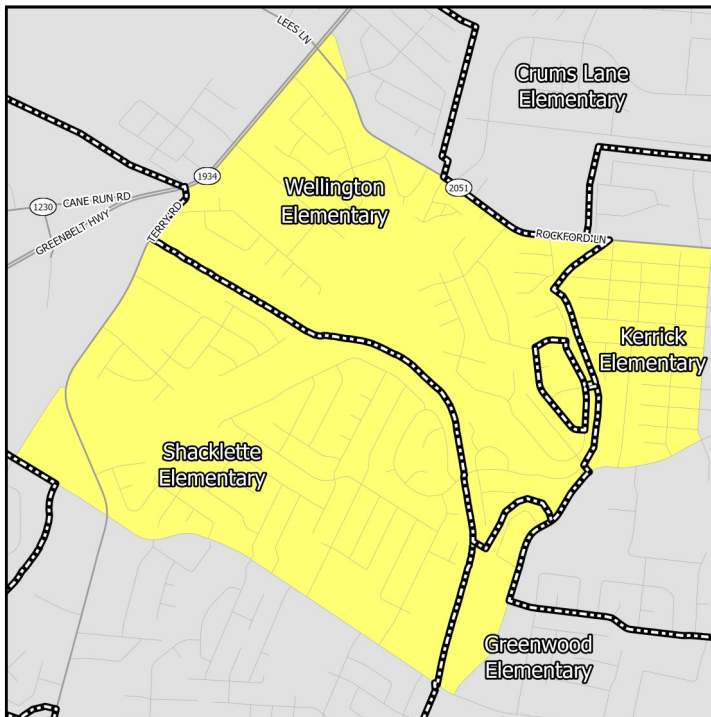 LEES LN
Crums Lane
Elementary
1934
Wellington
Elementary
2051
1230
CANE RUN RD
GREENBELT HWY
TERRY RD
ROCKFORD LN
Kerrick
Elementary
Shacklette
Elementary
Greenwood
Elementary